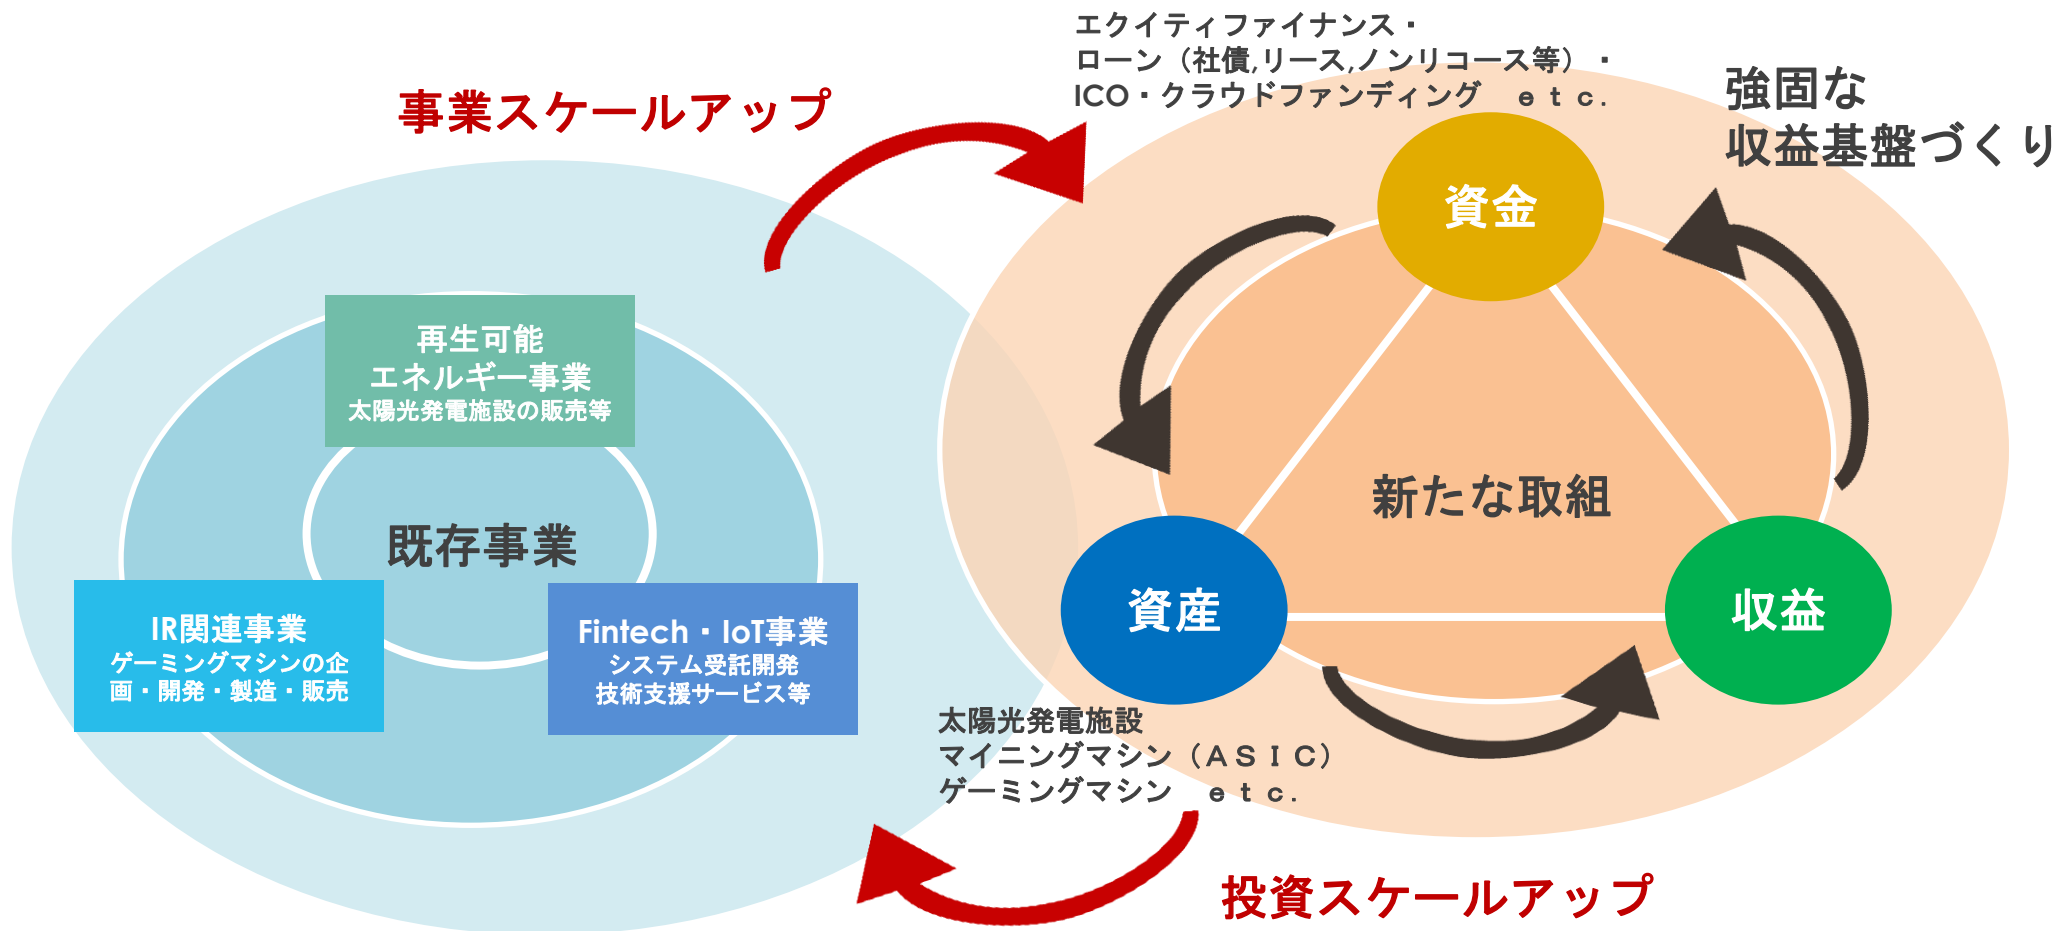 事業スケールアップ
再生可能
エネルギー事業
太陽光発電施設の販売等
既存事業
IR関連事業
ゲーミングマシンの企
画・開発・製造・販売
Fintech・IoT事業
システム受託開発
技術支援サービス等
エクイティファイナンス・
ローン（社債,リース,ノンリコース等）・
ICO・クラウドファンディング　ｅｔｃ.
強固な
収益基盤づくり
資金
新たな取組
資産
収益
太陽光発電施設
マイニングマシン（ＡＳＩＣ）
ゲーミングマシン　ｅｔｃ.
投資スケールアップ